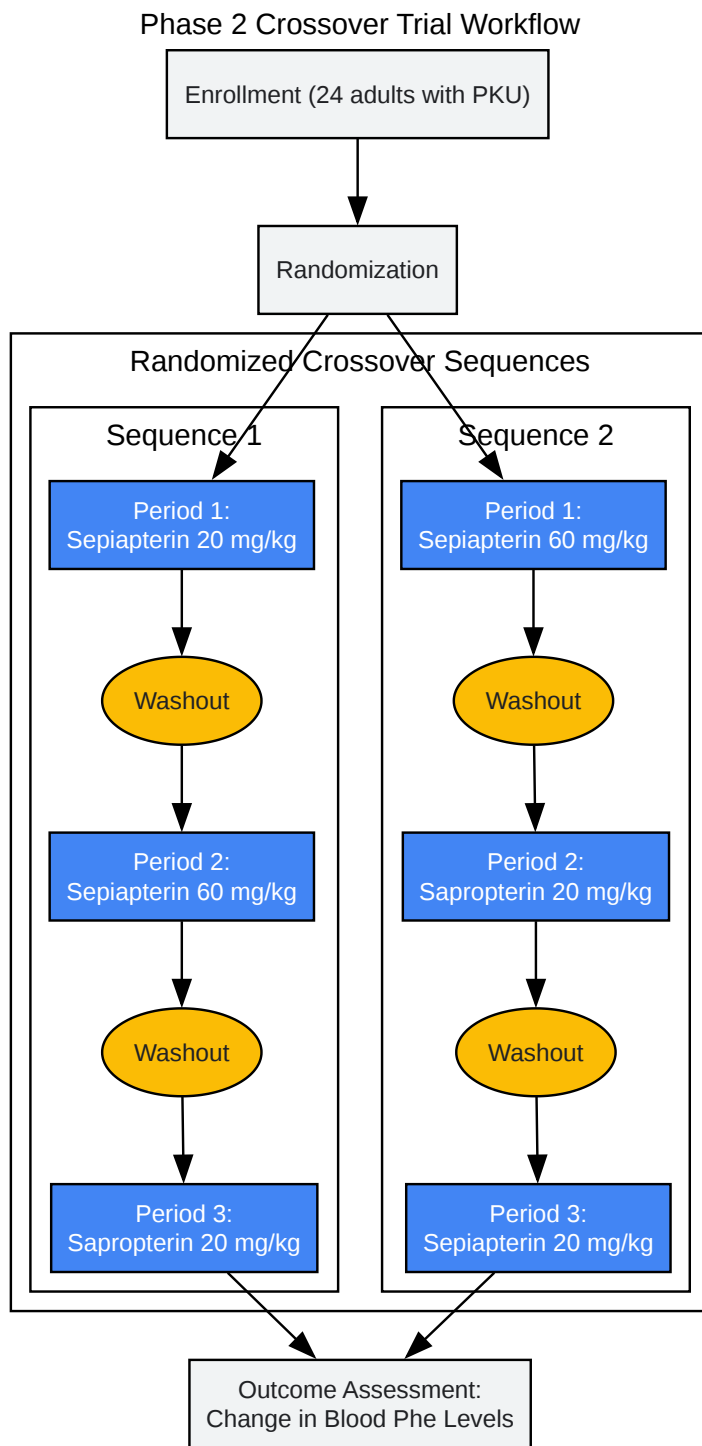 Phase 2 Crossover Trial Workflow
Enrollment (24 adults with PKU)
Randomization
Randomized Crossover Sequences
Sequence 1
Period 1:
Sepiapterin 20 mg/kg
Washout
Period 2:
Sepiapterin 60 mg/kg
Washout
Period 3:
Sapropterin 20 mg/kg
Sequence 2
Period 1:
Sepiapterin 60 mg/kg
Washout
Period 2:
Sapropterin 20 mg/kg
Washout
Period 3:
Sepiapterin 20 mg/kg
Outcome Assessment:
Change in Blood Phe Levels